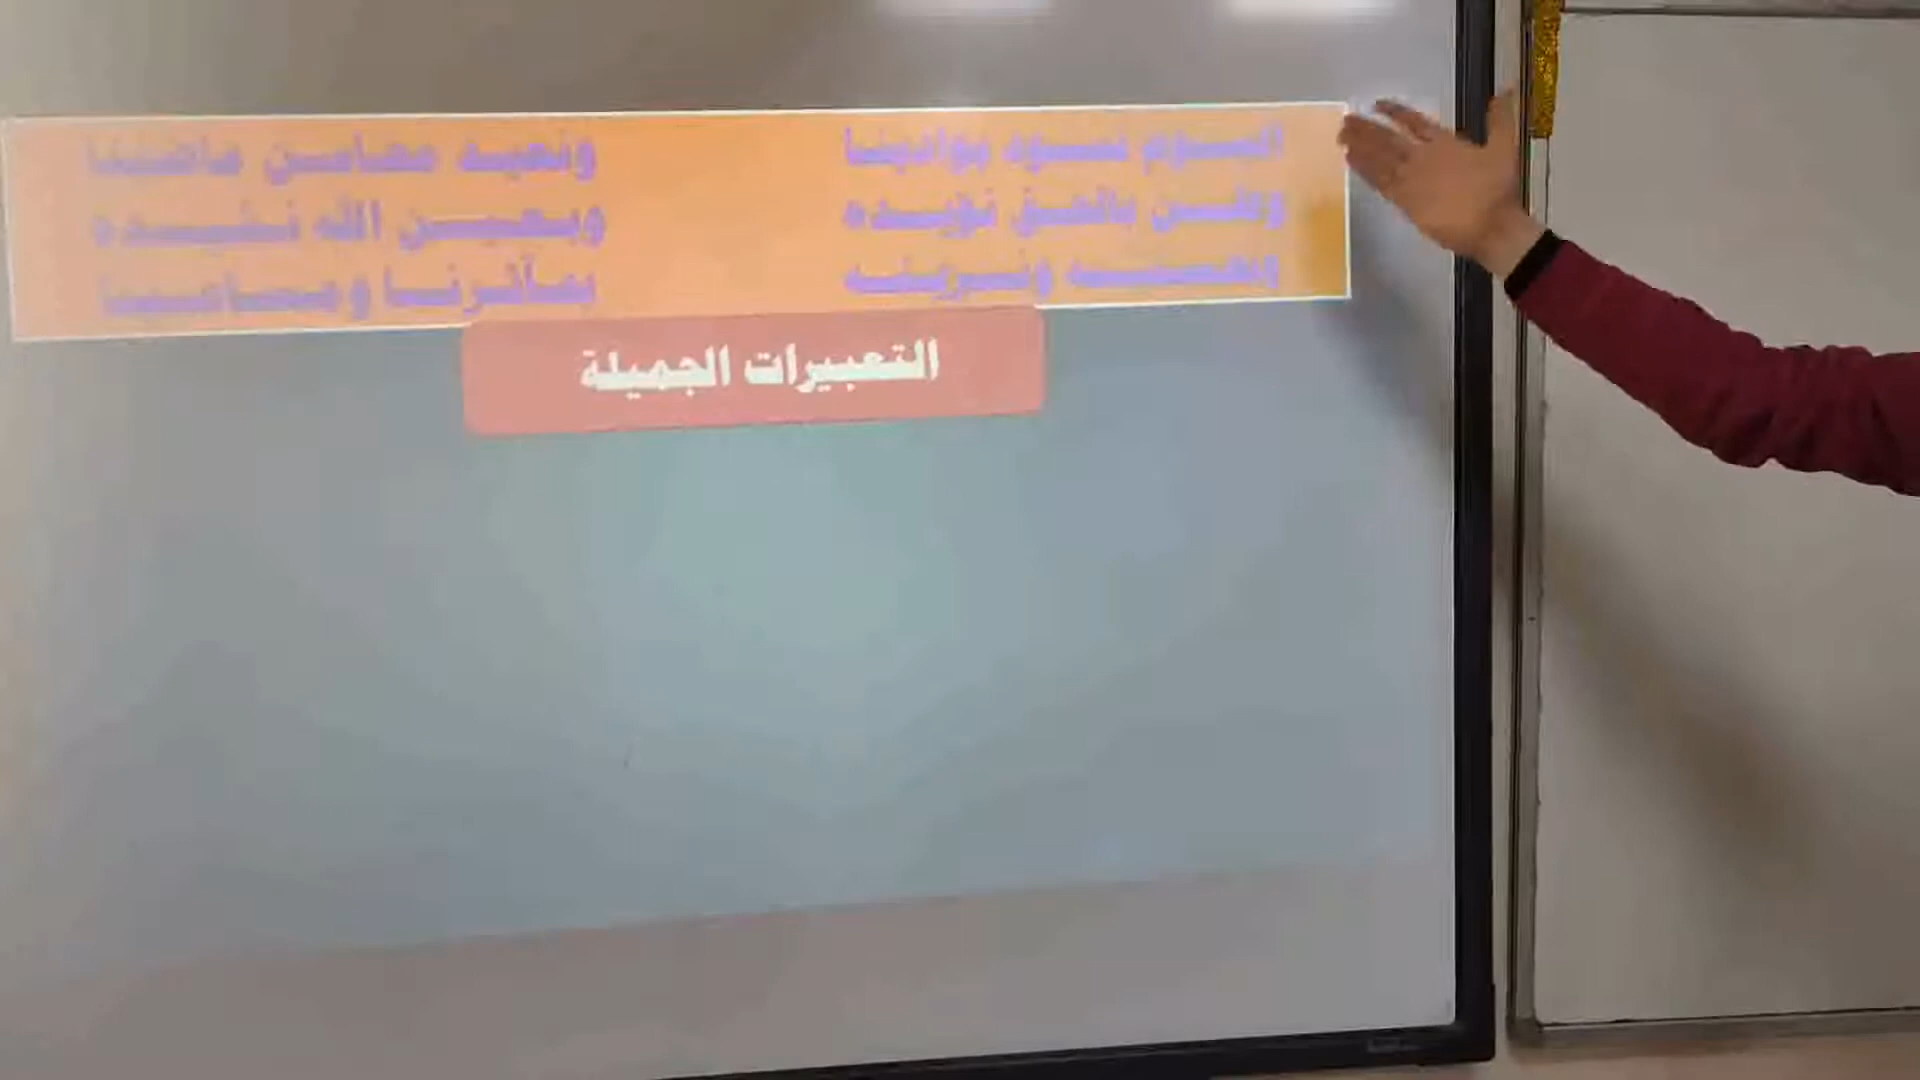 اليوم نسود بوادينا ونعيد محاسن ماضينا
وطن بالحق نؤيده وبعين الله نشيده
ونحسنه ونزينه بمآثرنا ومساعينا
التعبيرات الجميلة